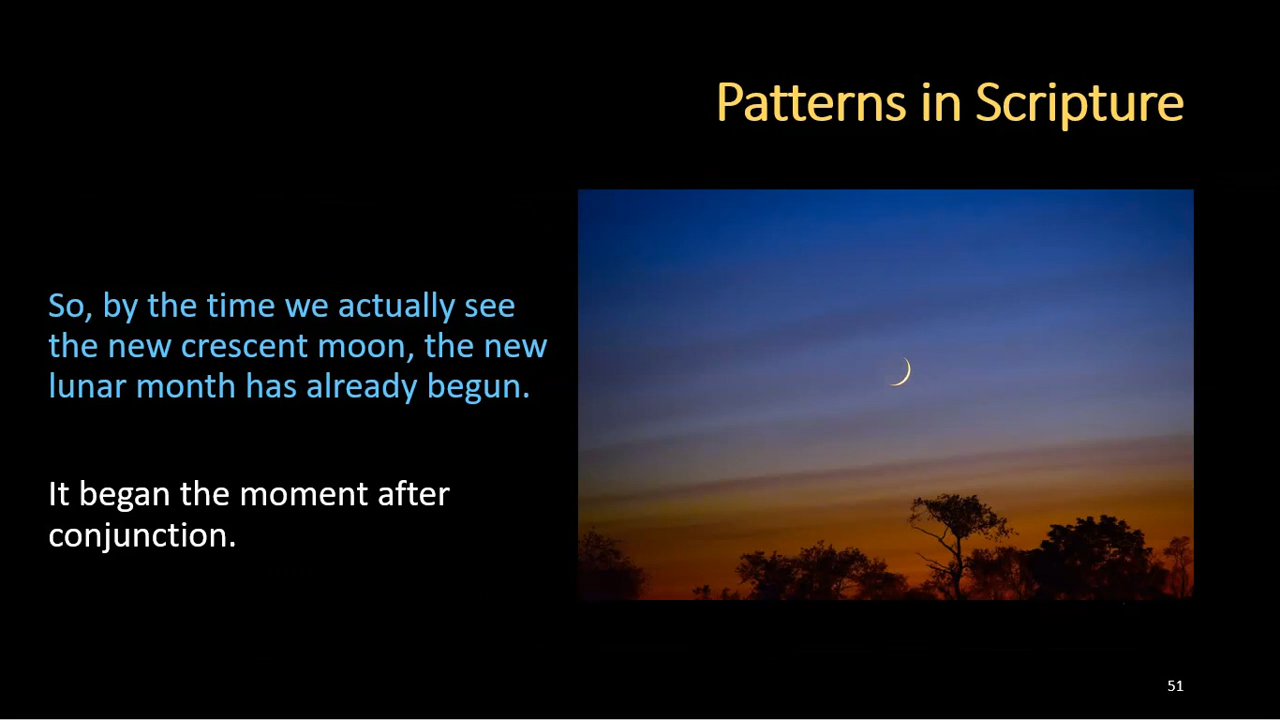 Patterns in Scripture
So, by the time we actually see
the new crescent moon, the new
lunar month has already begun.
It began the moment after
conjunction.
51